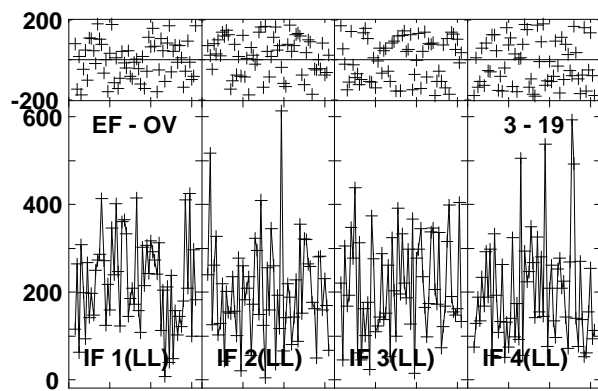 200
-200
600
EF - OV
3 - 19
400
200
IF 1(LL)
IF 2(LL)
IF 3(LL)
IF 4(LL)
0